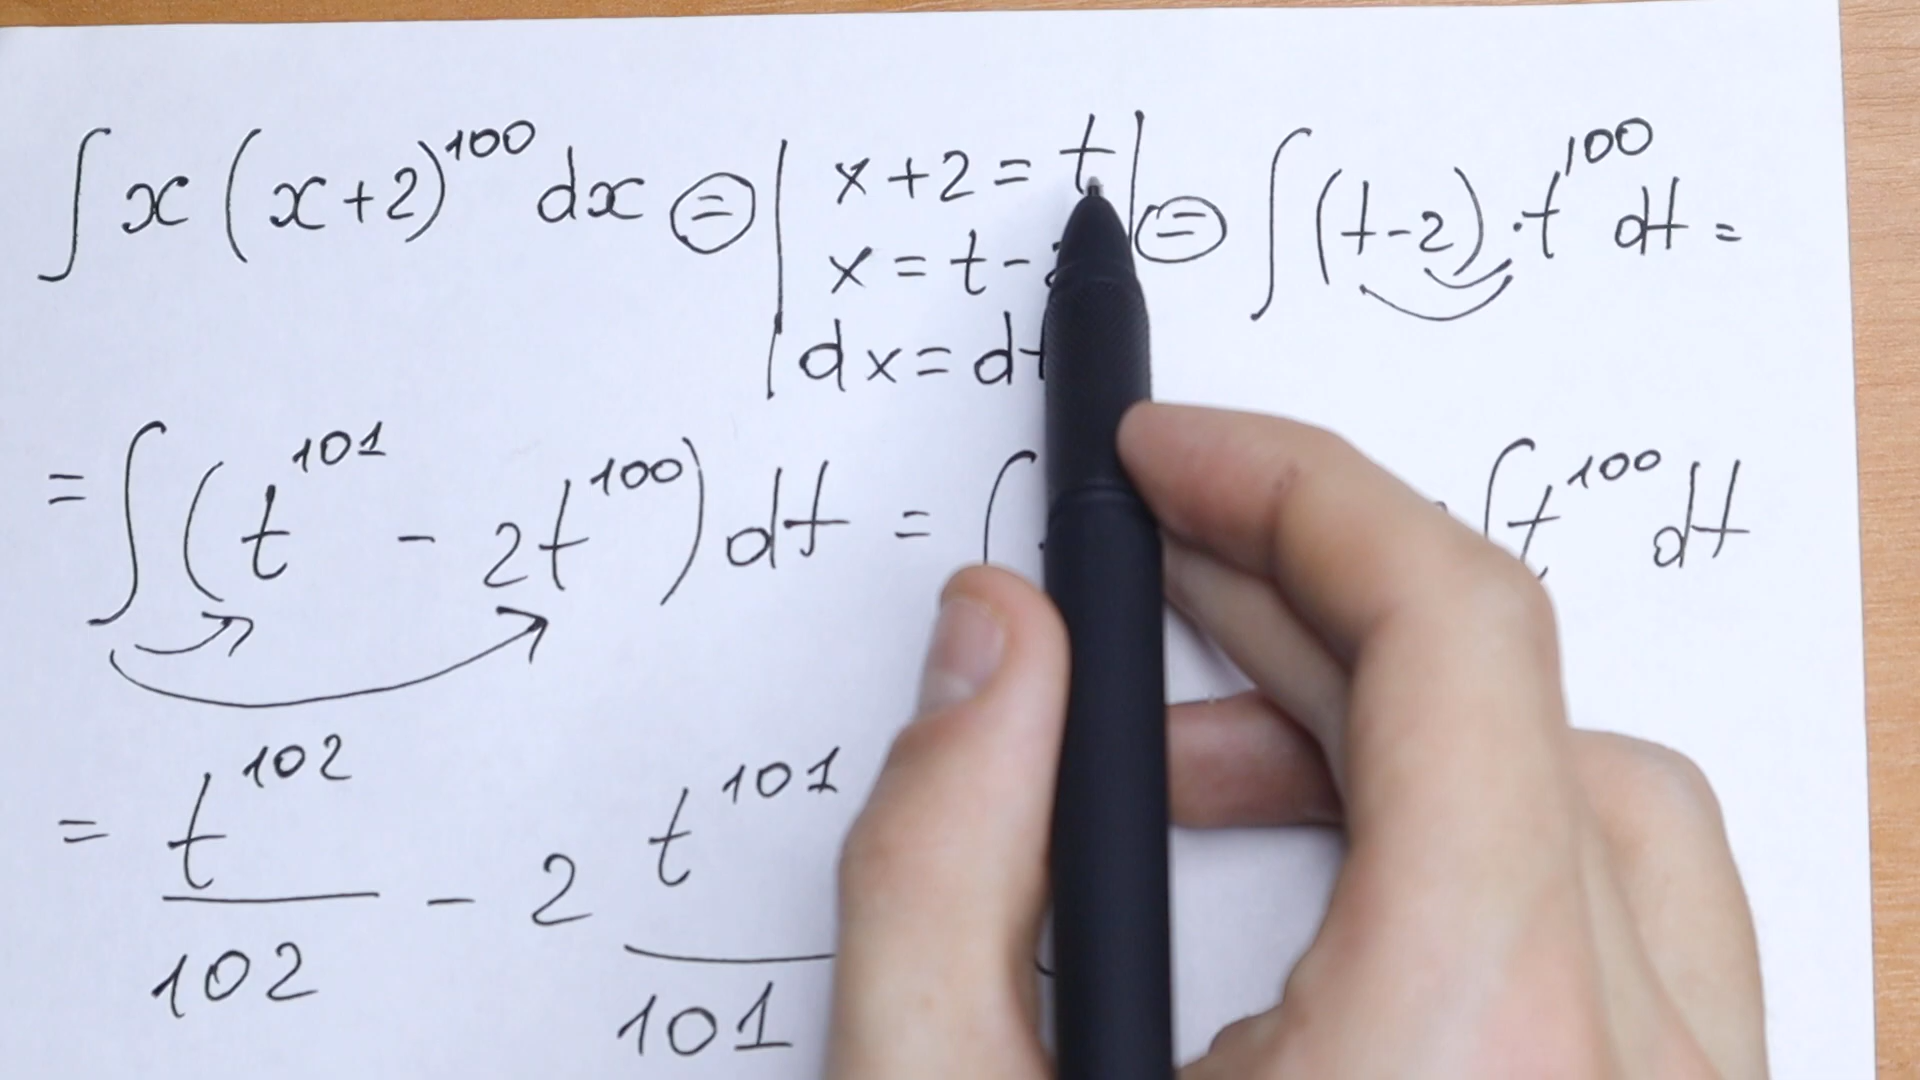 ∫ x (x+2)^100 dx = | x+2 = t | = ∫ (t-2) · t^100 dt =
x = t -
dx = dt
= ∫ (t^101 - 2t^100) dt = ∫ ∫ t^100 dt
= t^102/102 - 2 t^101/101